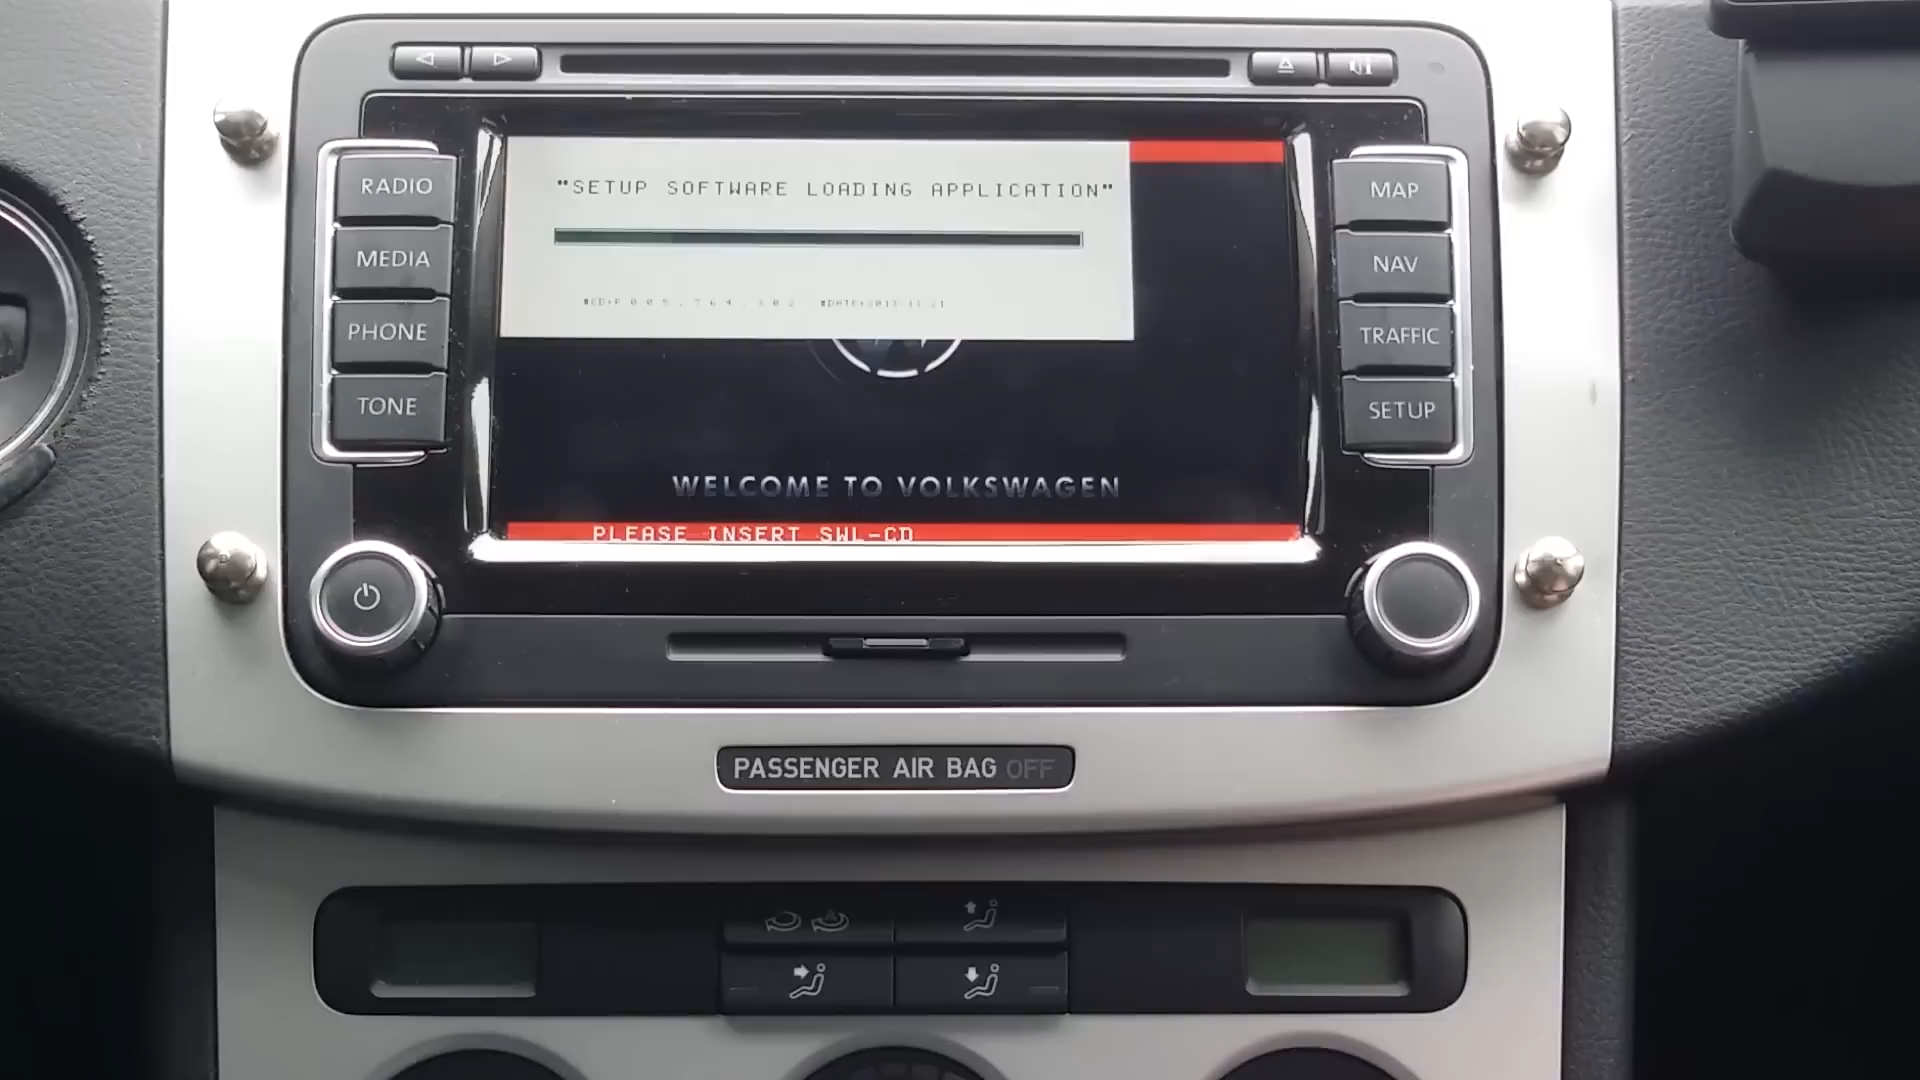 RADIO
MEDIA
PHONE
TONE
"SETUP SOFTWARE LOADING APPLICATION"
WELCOME TO VOLKSWAGEN
PLEASE INSERT SWL-CD
MAP
NAV
TRAFFIC
SETUP
PASSENGER AIR BAG OFF